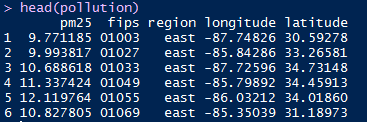 > head(pollution)
pm25 fips region longitude latitude
1 9.771185 01003 east -87.74826 30.59278
2 9.993817 01027 east -85.84286 33.26581
3 10.688618 01033 east -87.72596 34.73148
4 11.337424 01049 east -85.79892 34.45913
5 12.119764 01055 east -86.03212 34.01860
6 10.827805 01069 east -85.35039 31.18973